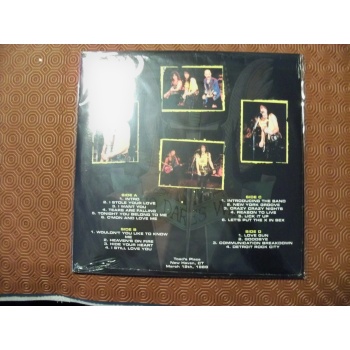 SIDE A
1. INTRO
2. I STOLE YOUR LOVE
3. I WANT YOU
4. TEARS ARE FALLING
5. TONIGHT YOU BELONG TO ME
6. C'MON AND LOVE ME
SIDE B
1. WOULDN'T YOU LIKE TO KNOW
ME
2. HEAVEN'S ON FIRE
3. HIDE YOUR HEART
4. I STILL LOVE YOU
SIDE C
1. INTRODUCING THE BAND
2. NEW YORK GROOVE
3. CRAZY CRAZY NIGHTS
4. REASON TO LIVE
5. LICK IT UP
6. LET'S PUT THE X IN SEX
SIDE D
1. LOVE GUN
2. GOODBYE
3. COMMUNICATION BREAKDOWN
4. DETROIT ROCK CITY
Toad's Place
New Haven, CT
March 12th, 1989